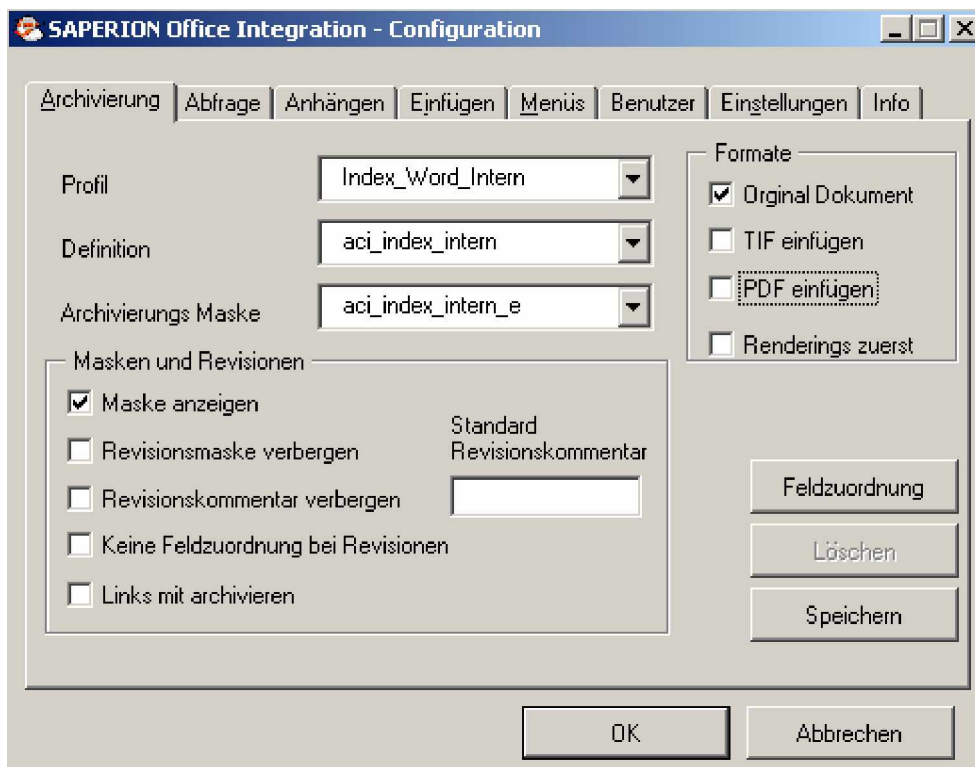 SAPERION Office Integration - Configuration
Archivierung Abfrage Anhängen Einfügen Menüs Benutzer Einstellungen Info
Profil
Index_Word_Intern
Definition
aci_index_intern
Archivierungs Maske
aci_index_intern_e
Formate
Orginal Dokument
TIF einfügen
PDF einfügen
Renderings zuerst
Masken und Revisionen
Maske anzeigen
Revisionsmaske verbergen
Revisionskommentar verbergen
Keine Feldzuordnung bei Revisionen
Links mit archivieren
Standard
Revisionskommentar
Feldzuordnung
Löschen
Speichern
OK
Abbrechen